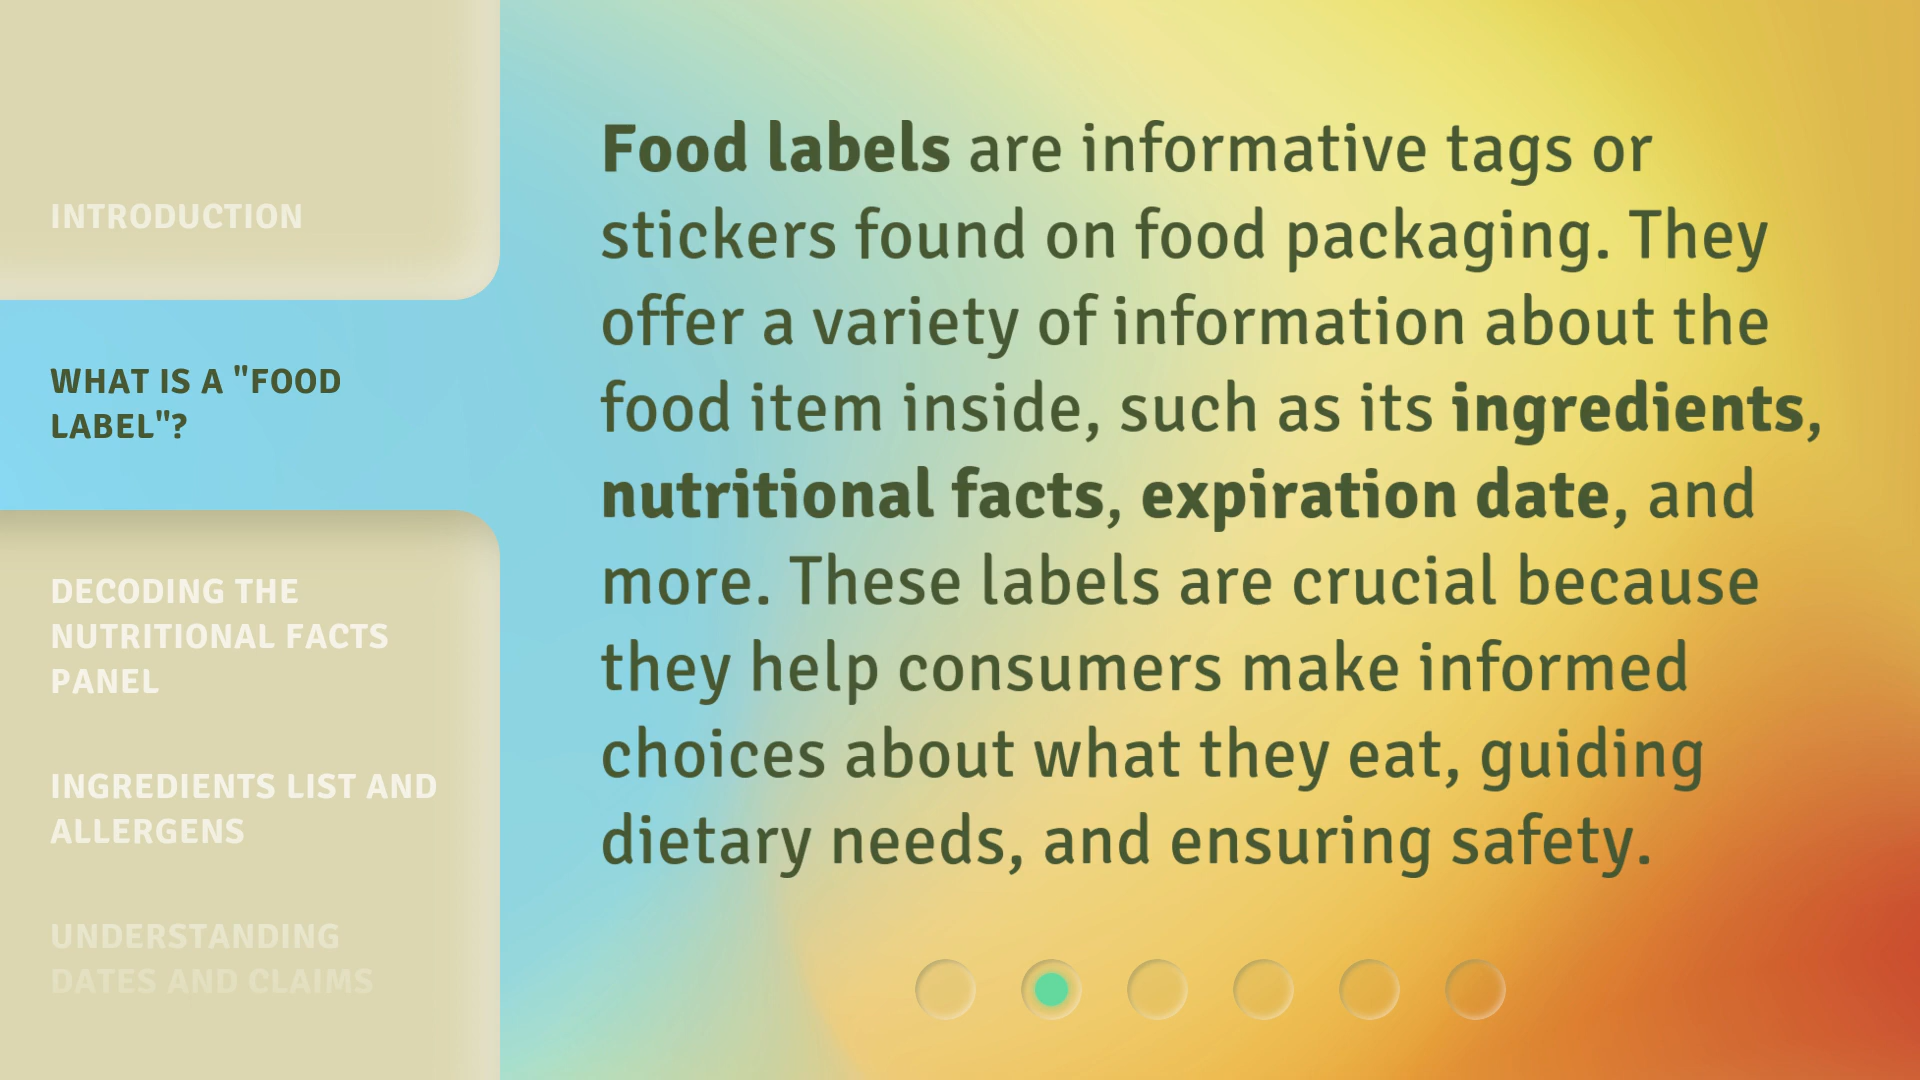 INTRODUCTION
WHAT IS A "FOOD
LABEL"?
DECODING THE
NUTRITIONAL FACTS
PANEL
INGREDIENTS LIST AND
ALLERGENS
UNDERSTANDING
DATES AND CLAIMS
Food labels are informative tags or
stickers found on food packaging. They
offer a variety of information about the
food item inside, such as its ingredients,
nutritional facts, expiration date, and
more. These labels are crucial because
they help consumers make informed
choices about what they eat, guiding
dietary needs, and ensuring safety.